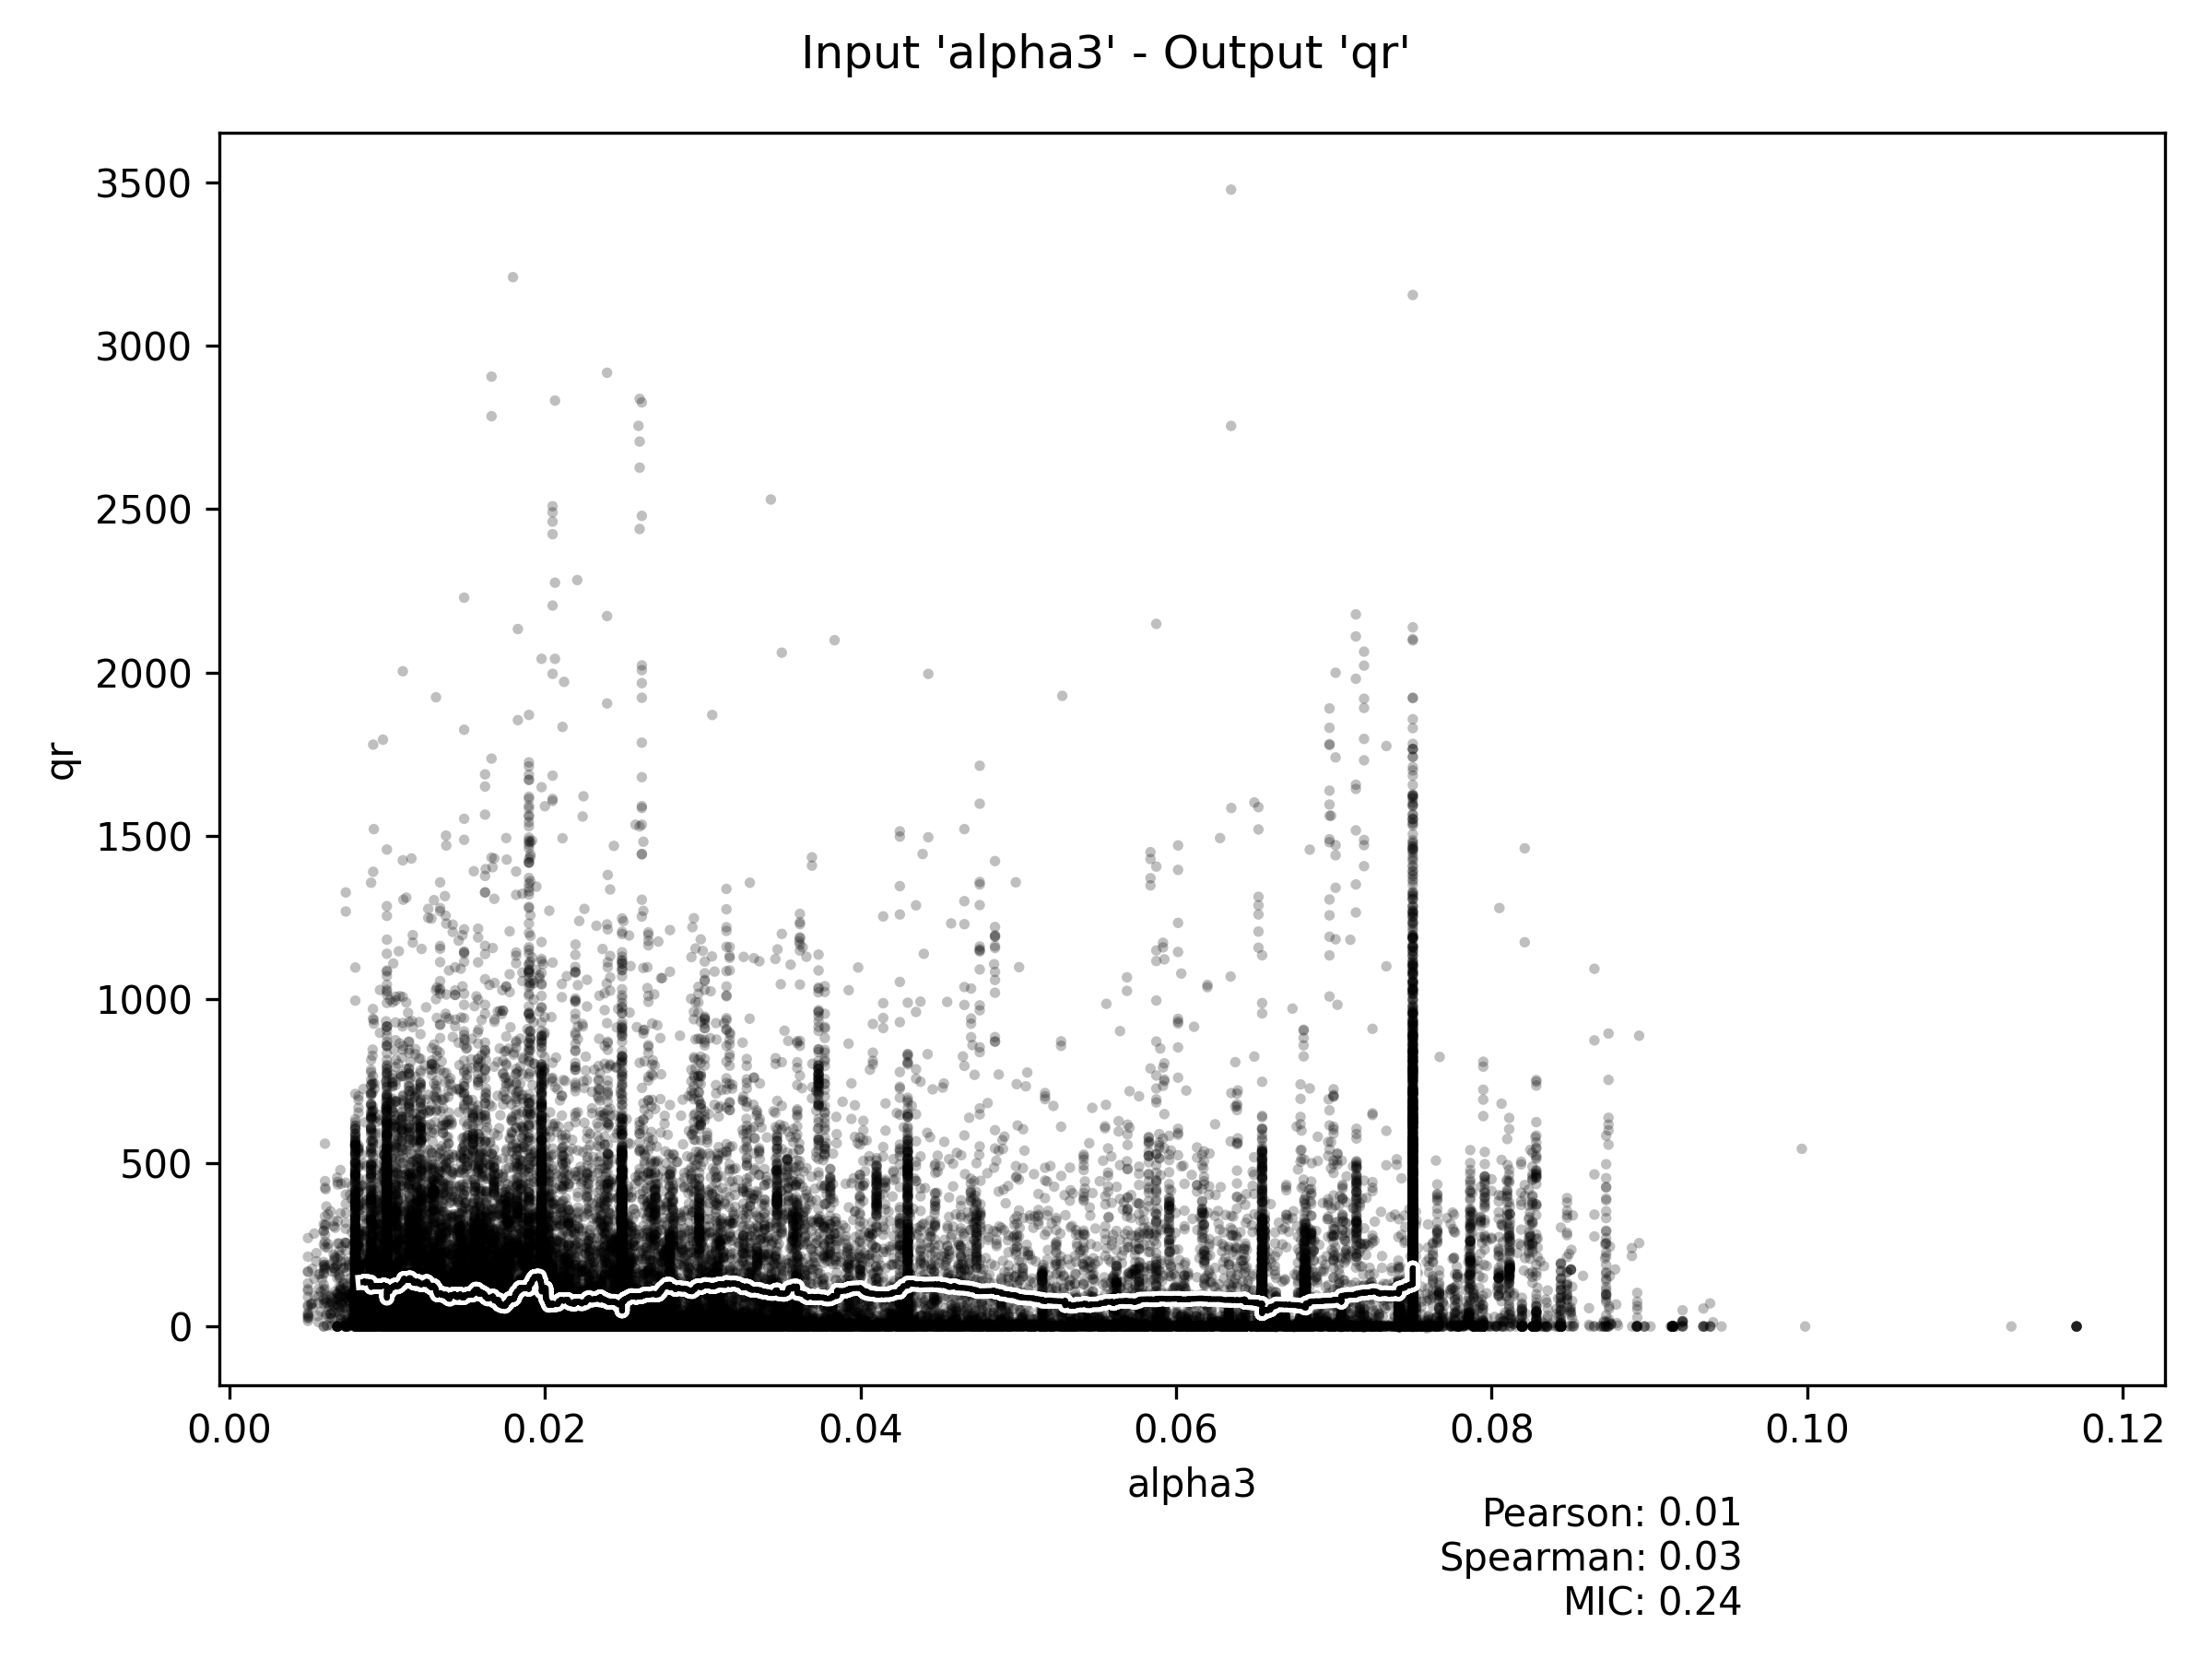 Input 'alpha3' - Output 'qr'
3500
3000
2500
2000
1500
1000
500
0
qr
0.00 0.02 0.04 0.06 0.08 0.10 0.12
alpha3
Pearson: 0.01
Spearman: 0.03
MIC: 0.24